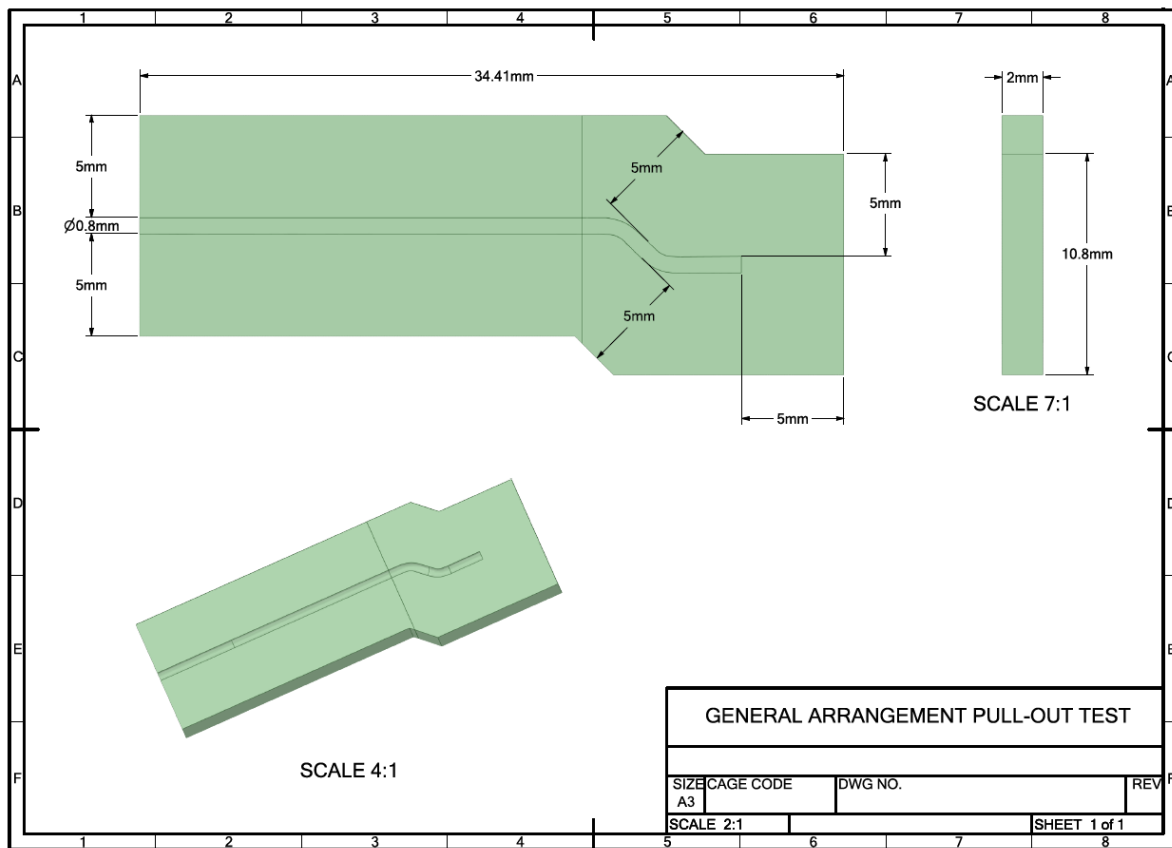 1 2 3 4 5 6 7 8
A A
34.41mm
2mm
5mm
5mm
5mm
B B
Ø0.8mm
10.8mm
5mm
5mm
C C
SCALE 7:1
5mm
D D
E E
GENERAL ARRANGEMENT PULL-OUT TEST
SCALE 4:1
F F
SIZE CAGE CODE DWG NO. REV
A3
SCALE 2:1 SHEET 1 of 1
1 2 3 4 5 6 7 8